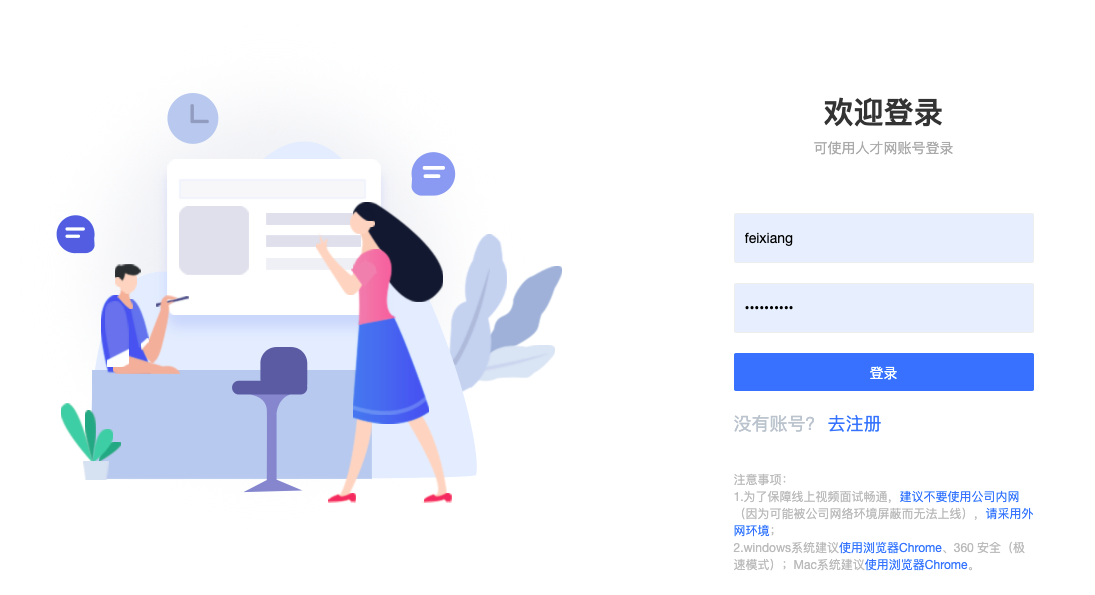 欢迎登录
可使用人才网账号登录
feixiang
••••••••••
登录
没有账号? 去注册
注意事项：
1.为了保障线上视频面试畅通，建议不要使用公司内网
（因为可能被公司网络环境屏蔽而无法上线），请采用外
网环境；
2.windows系统建议使用浏览器Chrome、360 安全（极
速模式）；Mac系统建议使用浏览器Chrome。